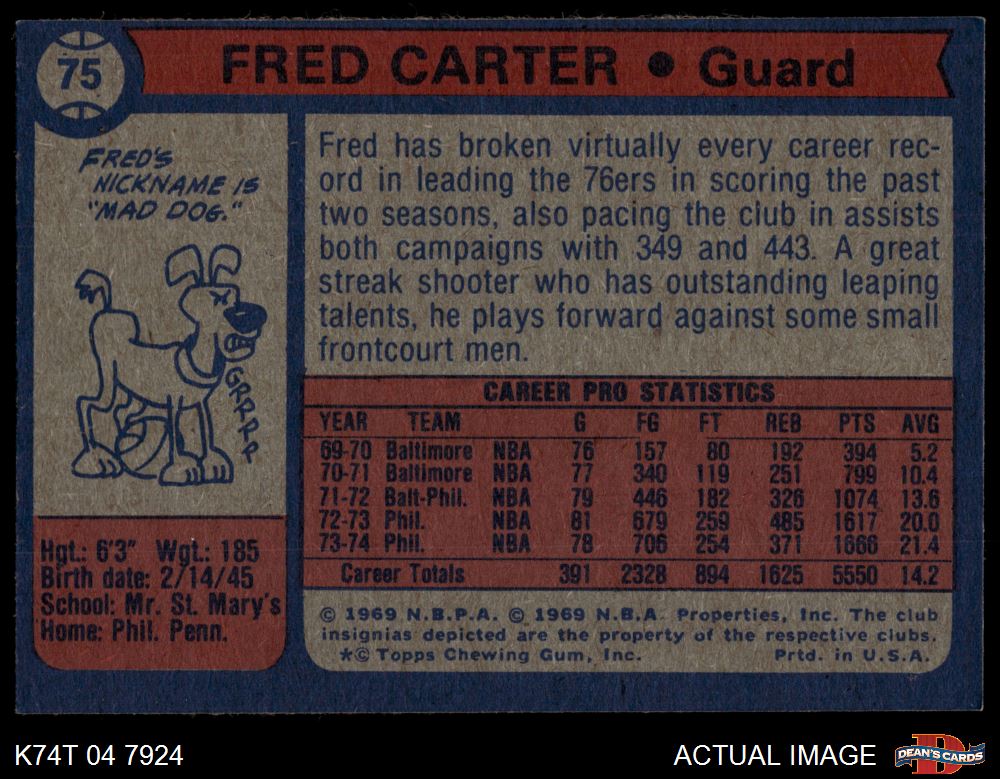 75
FRED CARTER • Guard
FRED'S
NICKNAME IS
"MAD DOG."
GRRRR
Fred has broken virtually every career rec-
ord in leading the 76ers in scoring the past
two seasons, also pacing the club in assists
both campaigns with 349 and 443. A great
streak shooter who has outstanding leaping
talents, he plays forward against some small
frontcourt men.
CAREER PRO STATISTICS
YEAR TEAM G FG FT REB PTS AVG
69-70 Baltimore NBA 76 157 80 192 394 5.2
70-71 Baltimore NBA 77 340 119 251 799 10.4
71-72 Balt-Phil. NBA 79 446 182 326 1074 13.6
72-73 Phil. NBA 81 679 259 485 1617 20.0
73-74 Phil. NBA 78 706 254 371 1666 21.4
Career Totals 391 2328 894 1625 5550 14.2
Hgt.: 6'3" Wgt.: 185
Birth date: 2/14/45
School: Mr. St. Mary's
Home: Phil. Penn.
© 1969 N.B.P.A. © 1969 N.B.A. Properties, Inc. The club
insignias depicted are the property of the respective clubs.
*© Topps Chewing Gum, Inc. Prtd. in U.S.A.
K74T 04 7924
ACTUAL IMAGE
DEAN'S CARDS